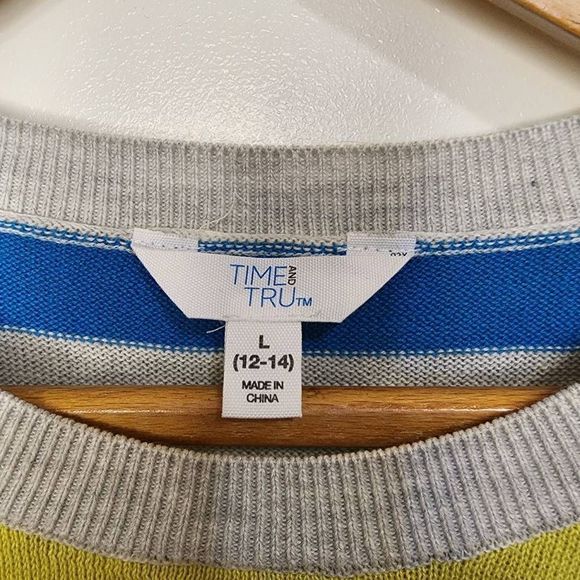 TIME AND
TRU™
L
(12-14)
MADE IN
CHINA